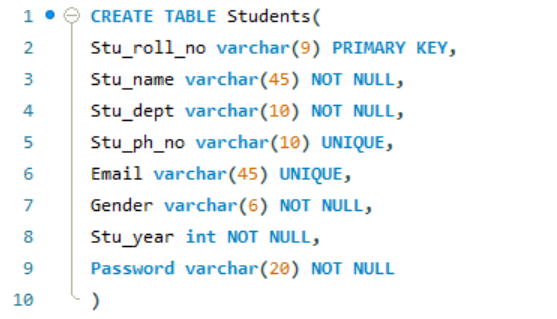 1 CREATE TABLE Students(
2 Stu_roll_no varchar(9) PRIMARY KEY,
3 Stu_name varchar(45) NOT NULL,
4 Stu_dept varchar(10) NOT NULL,
5 Stu_ph_no varchar(10) UNIQUE,
6 Email varchar(45) UNIQUE,
7 Gender varchar(6) NOT NULL,
8 Stu_year int NOT NULL,
9 Password varchar(20) NOT NULL
10 )